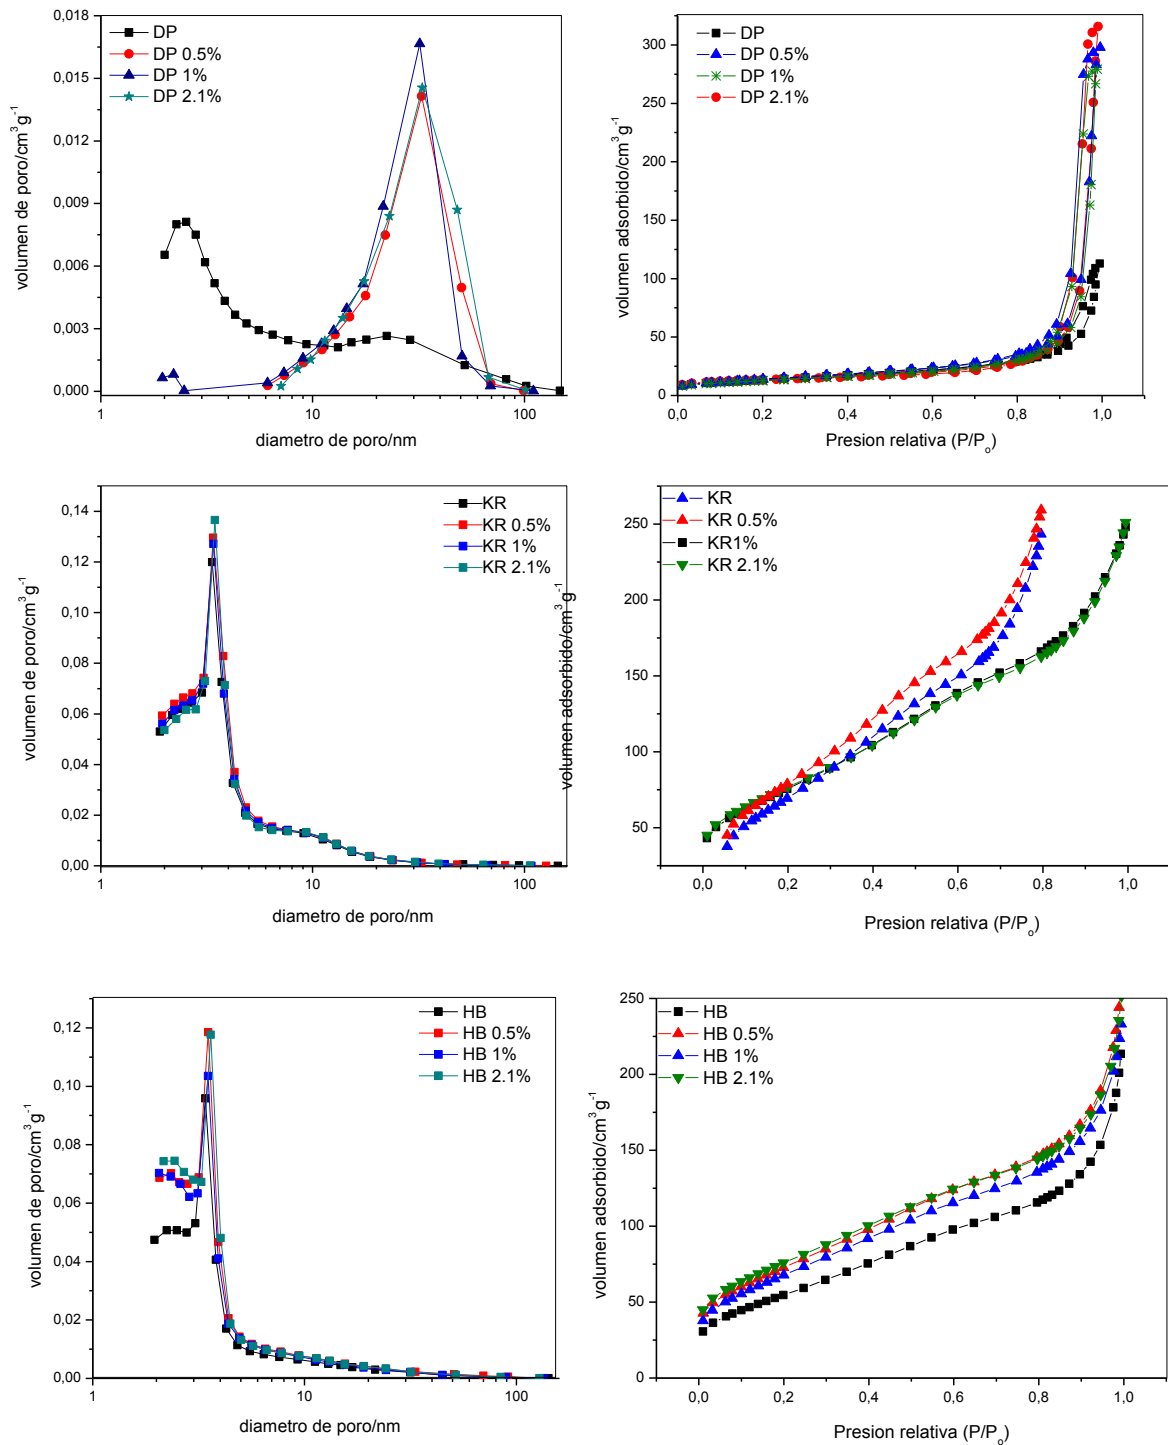 0,018
0,015
0,012
0,009
0,006
0,003
0,000
volumen de poro/cm³g⁻¹
DP
DP 0.5%
DP 1%
DP 2.1%
1 10 100
diametro de poro/nm
300
250
200
150
100
50
0
volumen adsorbido/cm³g⁻¹
DP
DP 0.5%
DP 1%
DP 2.1%
0,0 0,2 0,4 0,6 0,8 1,0
Presion relativa (P/Pₒ)
0,14
0,12
0,10
0,08
0,06
0,04
0,02
0,00
volumen de poro/cm³g⁻¹
KR
KR 0.5%
KR 1%
KR 2.1%
1 10 100
diametro de poro/nm
250
200
150
100
50
volumen adsorbido/cm³g⁻¹
KR
KR 0.5%
KR1%
KR 2.1%
0,0 0,2 0,4 0,6 0,8 1,0
Presion relativa (P/Pₒ)
0,12
0,10
0,08
0,06
0,04
0,02
0,00
volumen de poro/cm³g⁻¹
HB
HB 0.5%
HB 1%
HB 2.1%
1 10 100
diametro de poro/nm
250
200
150
100
50
0
volumen adsorbido/cm³g⁻¹
HB
HB 0.5%
HB 1%
HB 2.1%
0,0 0,2 0,4 0,6 0,8 1,0
Presion relativa (P/Pₒ)